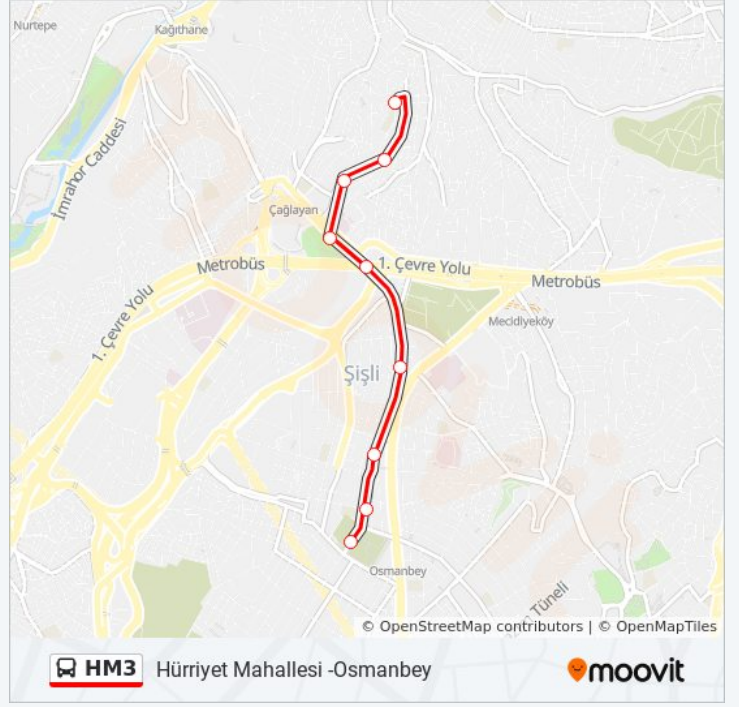 Nurtepe
Kağıthane
İmrahor Caddesi
Çağlayan
Metrobüs
1. Çevre Yolu
Metrobüs
1. Çevre Yolu
Mecidiyeköy
Şişli
Osmanbey
Tüneli
© OpenStreetMap contributors | © OpenMapTiles
HM3 Hürriyet Mahallesi -Osmanbey
moovit